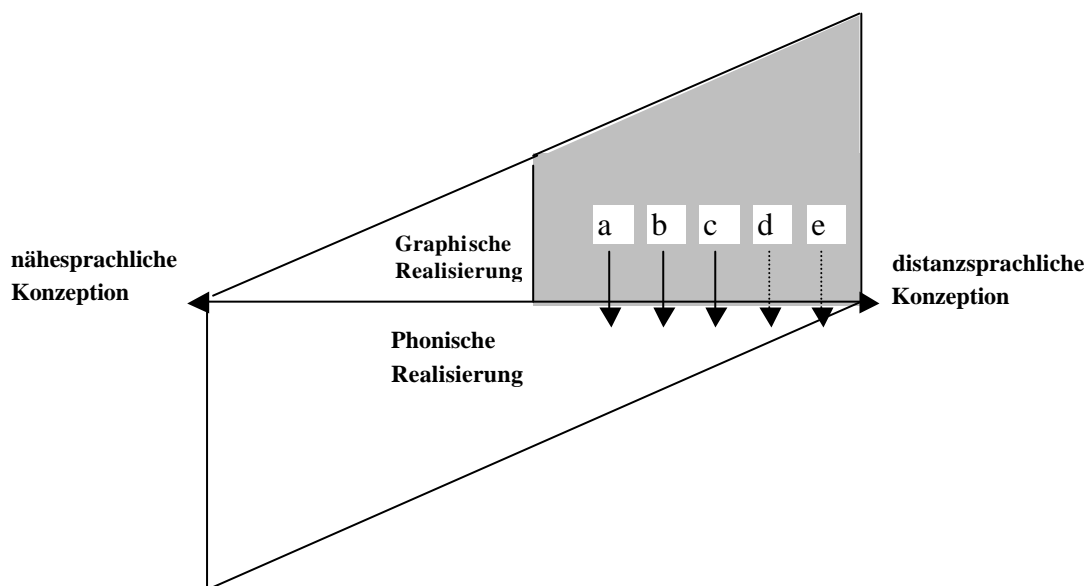 nähesprachliche
Konzeption
Graphische
Realisierung
a b c d e
distanzsprachliche
Konzeption
Phonische
Realisierung